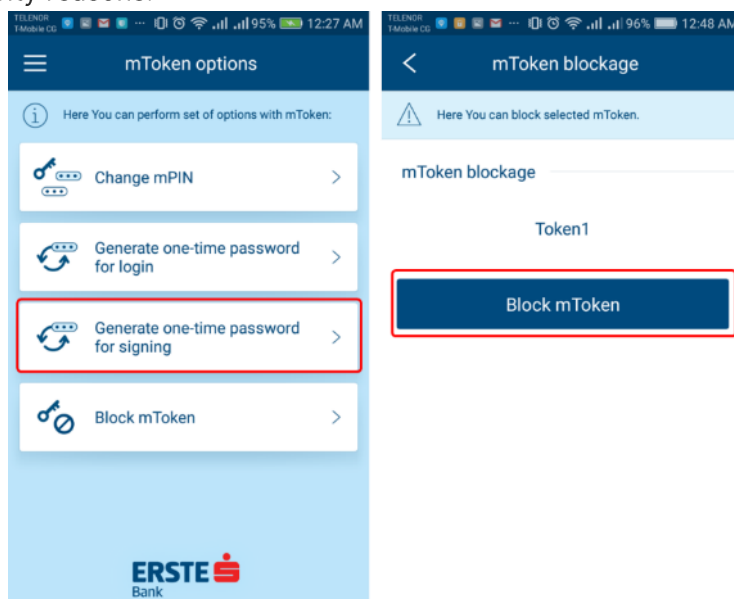 TELENOR
T-Mobile CG
95% 12:27 AM
mToken options
Here You can perform set of options with mToken:
Change mPIN
Generate one-time password
for login
Generate one-time password
for signing
Block mToken
ERSTE
Bank
TELENOR
T-Mobile CG
96% 12:48 AM
mToken blockage
Here You can block selected mToken.
mToken blockage
Token1
Block mToken